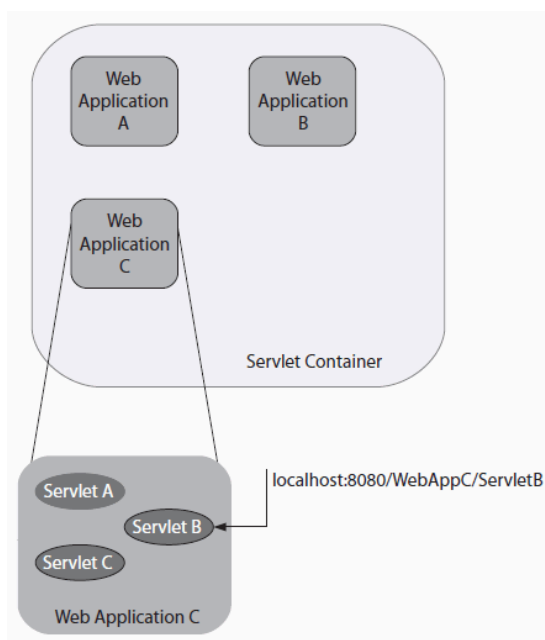 Web
Application
A
Web
Application
B
Web
Application
C
Servlet Container
Servlet A
localhost:8080/WebAppC/ServletB
Servlet B
Servlet C
Web Application C